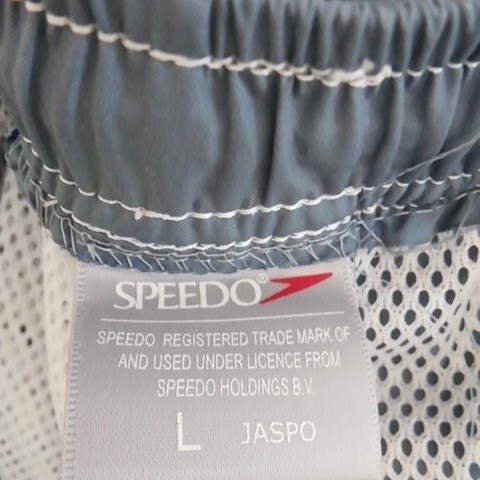 SPEEDO®
SPEEDO REGISTERED TRADE MARK OF
AND USED UNDER LICENCE FROM
SPEEDO HOLDINGS B.V
L JASPO